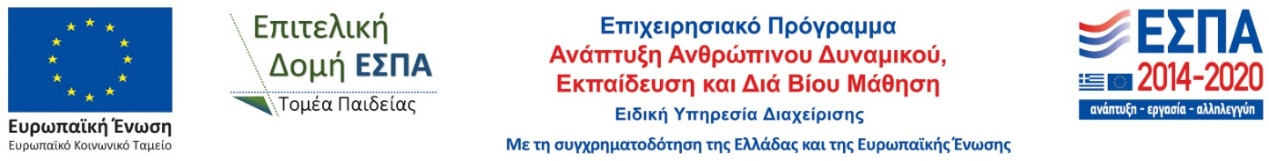 Ευρωπαϊκή Ένωση
Ευρωπαϊκό Κοινωνικό Ταμείο
Επιτελική
Δομή ΕΣΠΑ
Τομέα Παιδείας
Επιχειρησιακό Πρόγραμμα
Ανάπτυξη Ανθρώπινου Δυναμικού,
Εκπαίδευση και Διά Βίου Μάθηση
Ειδική Υπηρεσία Διαχείρισης
Με τη συγχρηματοδότηση της Ελλάδας και της Ευρωπαϊκής Ένωσης
ΕΣΠΑ
2014-2020
ανάπτυξη - εργασία - αλληλεγγύη